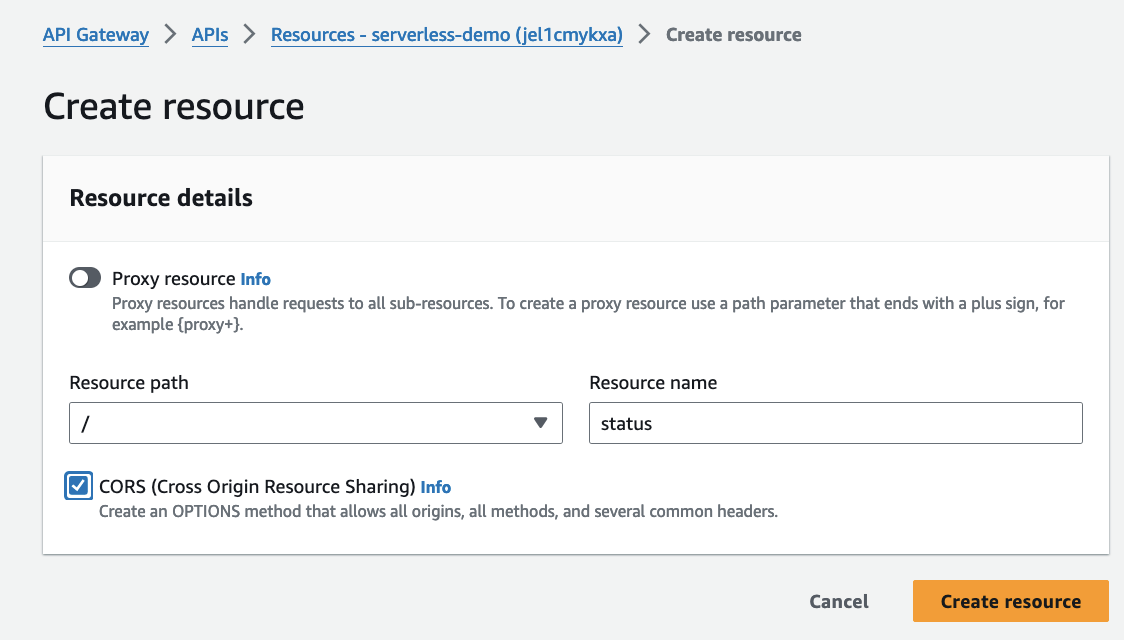 API Gateway > APIs > Resources - serverless-demo (jel1cmykxa) > Create resource
Create resource
Resource details
Proxy resource Info
Proxy resources handle requests to all sub-resources. To create a proxy resource use a path parameter that ends with a plus sign, for
example {proxy+}.
Resource path
/
Resource name
status
CORS (Cross Origin Resource Sharing) Info
Create an OPTIONS method that allows all origins, all methods, and several common headers.
Cancel
Create resource